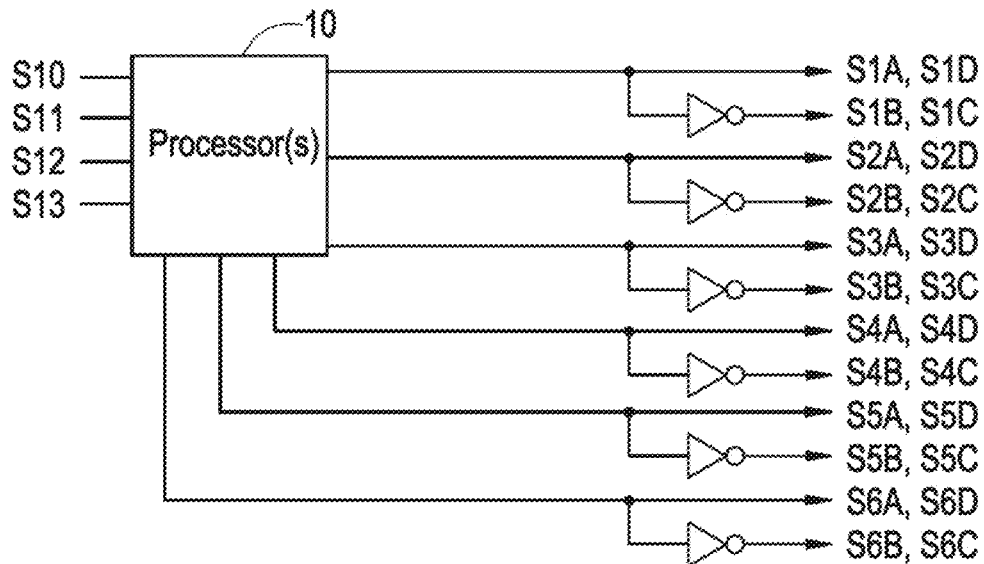 10
S10
S11
S12
S13
Processor(s)
S1A, S1D
S1B, S1C
S2A, S2D
S2B, S2C
S3A, S3D
S3B, S3C
S4A, S4D
S4B, S4C
S5A, S5D
S5B, S5C
S6A, S6D
S6B, S6C